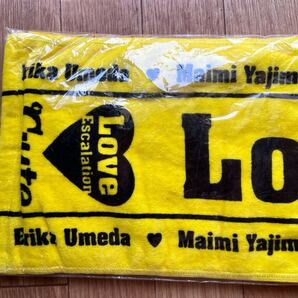 Erika Umeda ♥ Maimi Yajim
Love
Escalation
Lo
Erika Umeda ♥ Maimi Yajim